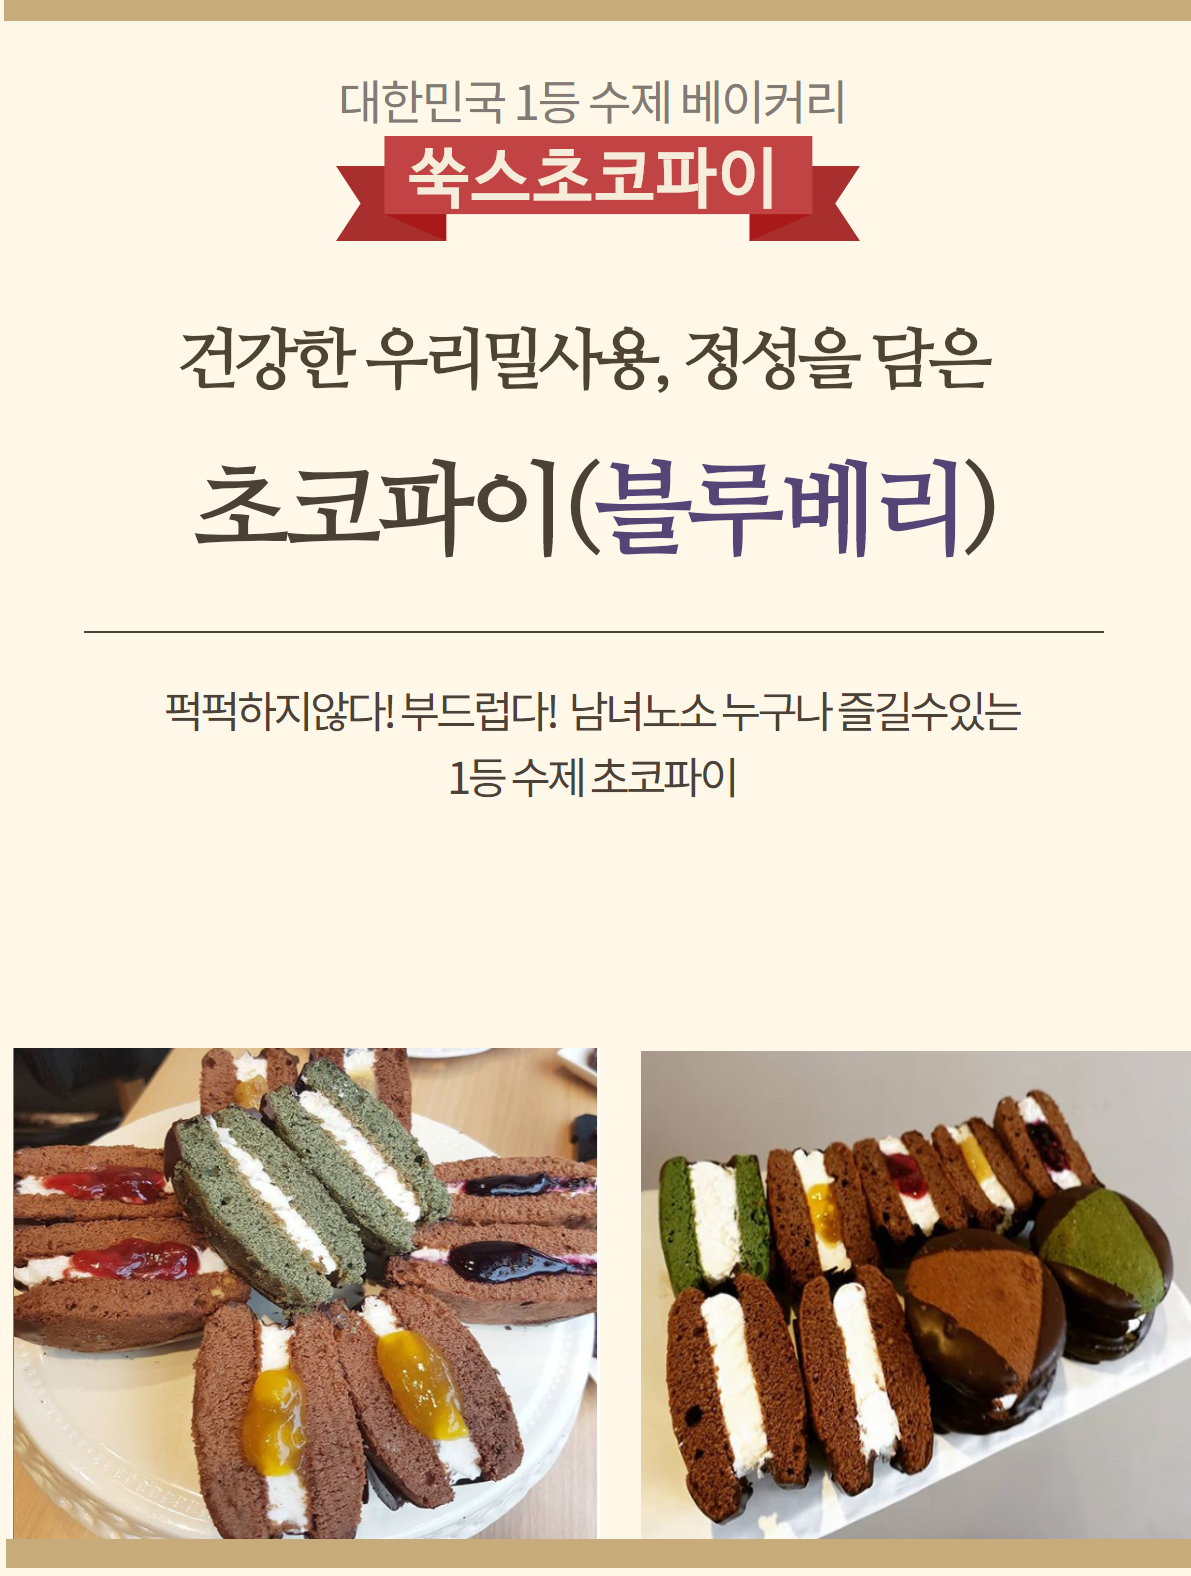 대한민국 1등 수제 베이커리
쑥스초코파이
건강한 우리밀사용, 정성을 담은
초코파이(블루베리)
퍽퍽하지않다! 부드럽다! 남녀노소 누구나 즐길수있는
1등 수제 초코파이